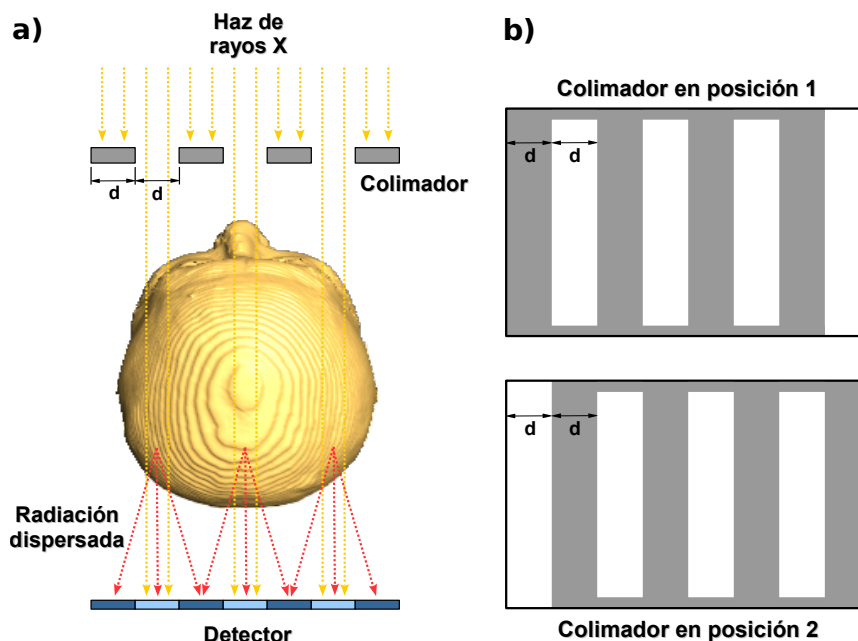 a)
Haz de
rayos X
d
d
Colimador
Radiación
dispersada
Detector
b)
Colimador en posición 1
d
d
d
d
Colimador en posición 2